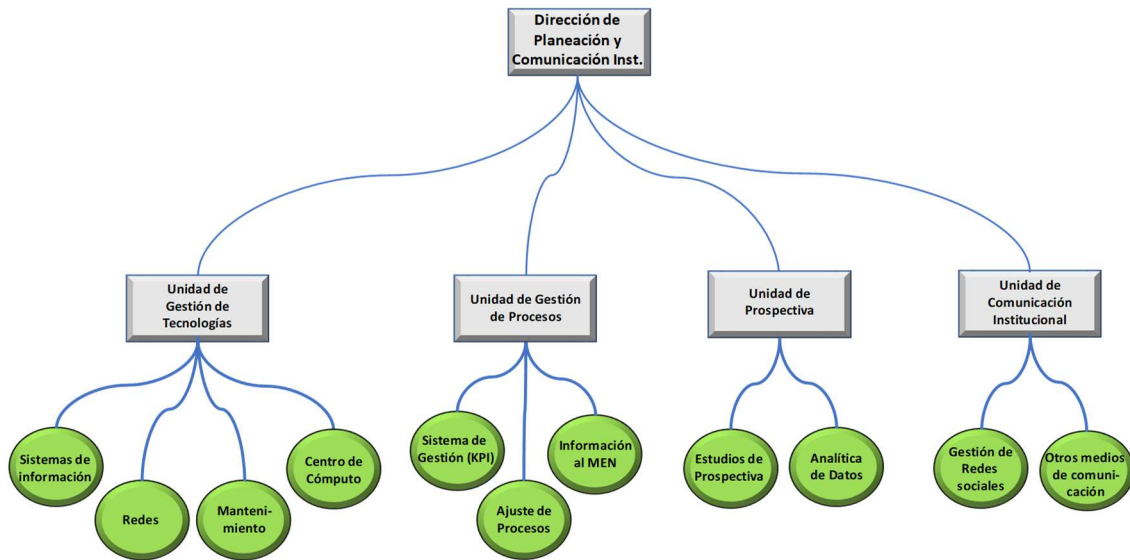 Dirección de
Planeación y
Comunicación Inst.
Unidad de
Gestión de
Tecnologías
Unidad de Gestión
de Procesos
Unidad de
Prospectiva
Unidad de
Comunicación
Institucional
Sistemas de
información
Redes
Manteni-
miento
Centro de
Cómputo
Sistema de
Gestión (KPI)
Ajuste de
Procesos
Información
al MEN
Estudios de
Prospectiva
Analítica
de Datos
Gestión de
Redes
sociales
Otros medios
de comuni-
cación